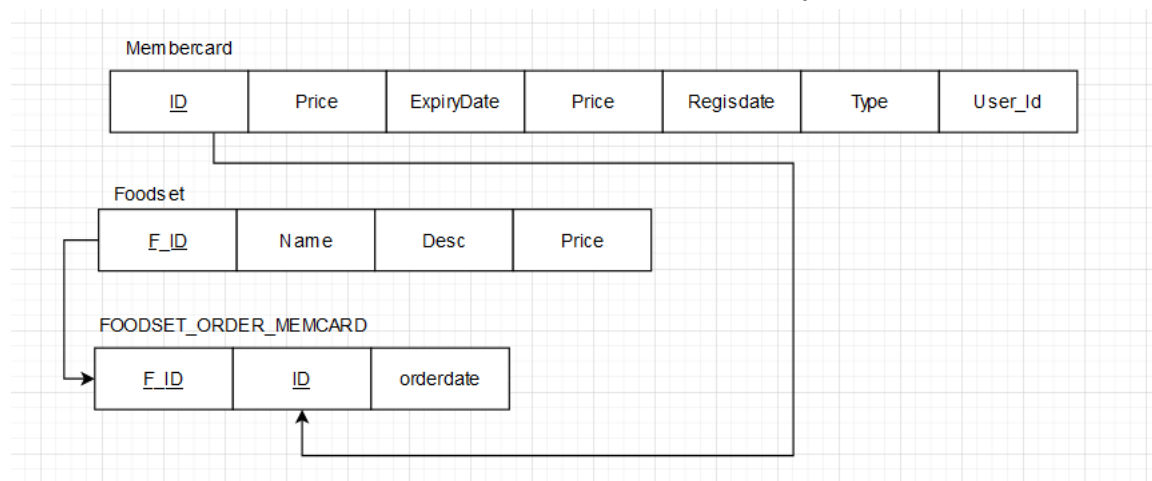 Membercard
ID Price ExpiryDate Price Regisdate Type User_Id
Foodset
F_ID Name Desc Price
FOODSET_ORDER_MEMCARD
F_ID ID orderdate